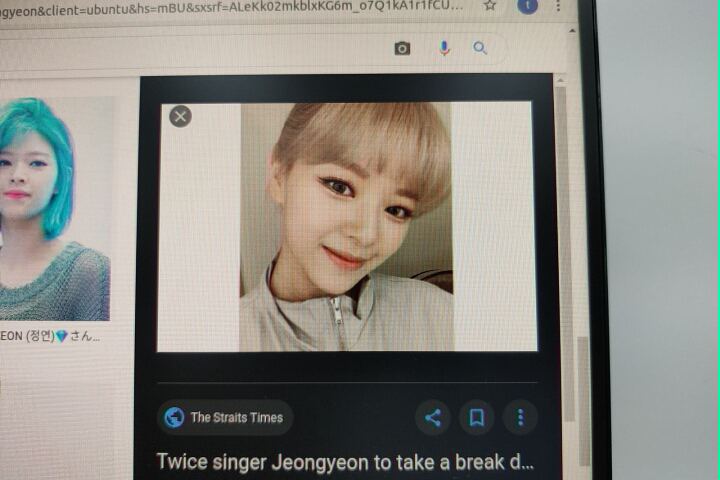 gyeon&client=ubuntu&hs=mBU&sxsrf=ALeKk02mkblxKG6m_o7Q1kA1r1fCU...
t
EON (정연)💎さん...
The Straits Times
Twice singer Jeongyeon to take a break d...